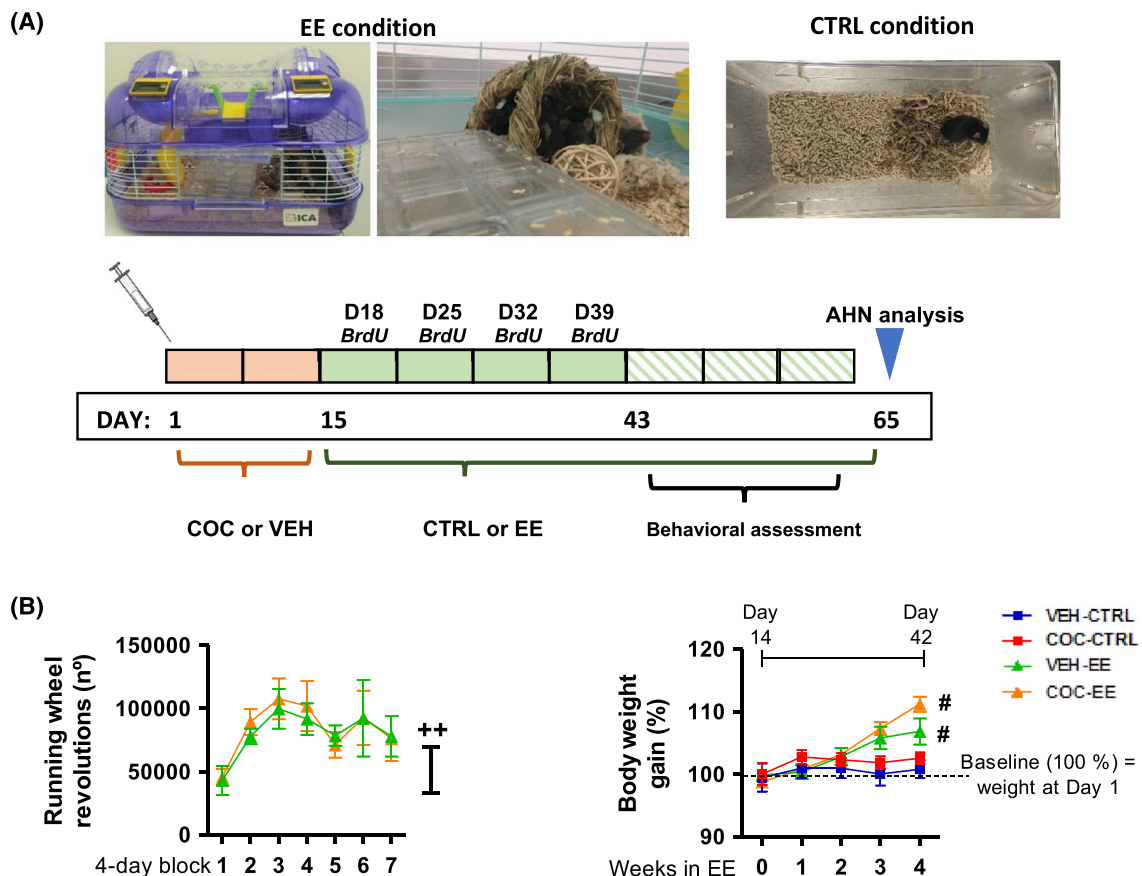 (A)
EE condition
CTRL condition
ICA
D18 D25 D32 D39
BrdU BrdU BrdU BrdU
AHN analysis
DAY: 1 15 43 65
COC or VEH
CTRL or EE
Behavioral assessment
(B)
Running wheel
revolutions (nº)
150000
100000
50000
0
++
4-day block 1 2 3 4 5 6 7
Body weight
gain (%)
Day
14
Day
42
120
110
100
90
#
#
Baseline (100 %) =
weight at Day 1
Weeks in EE 0 1 2 3 4
VEH-CTRL
COC-CTRL
VEH-EE
COC-EE